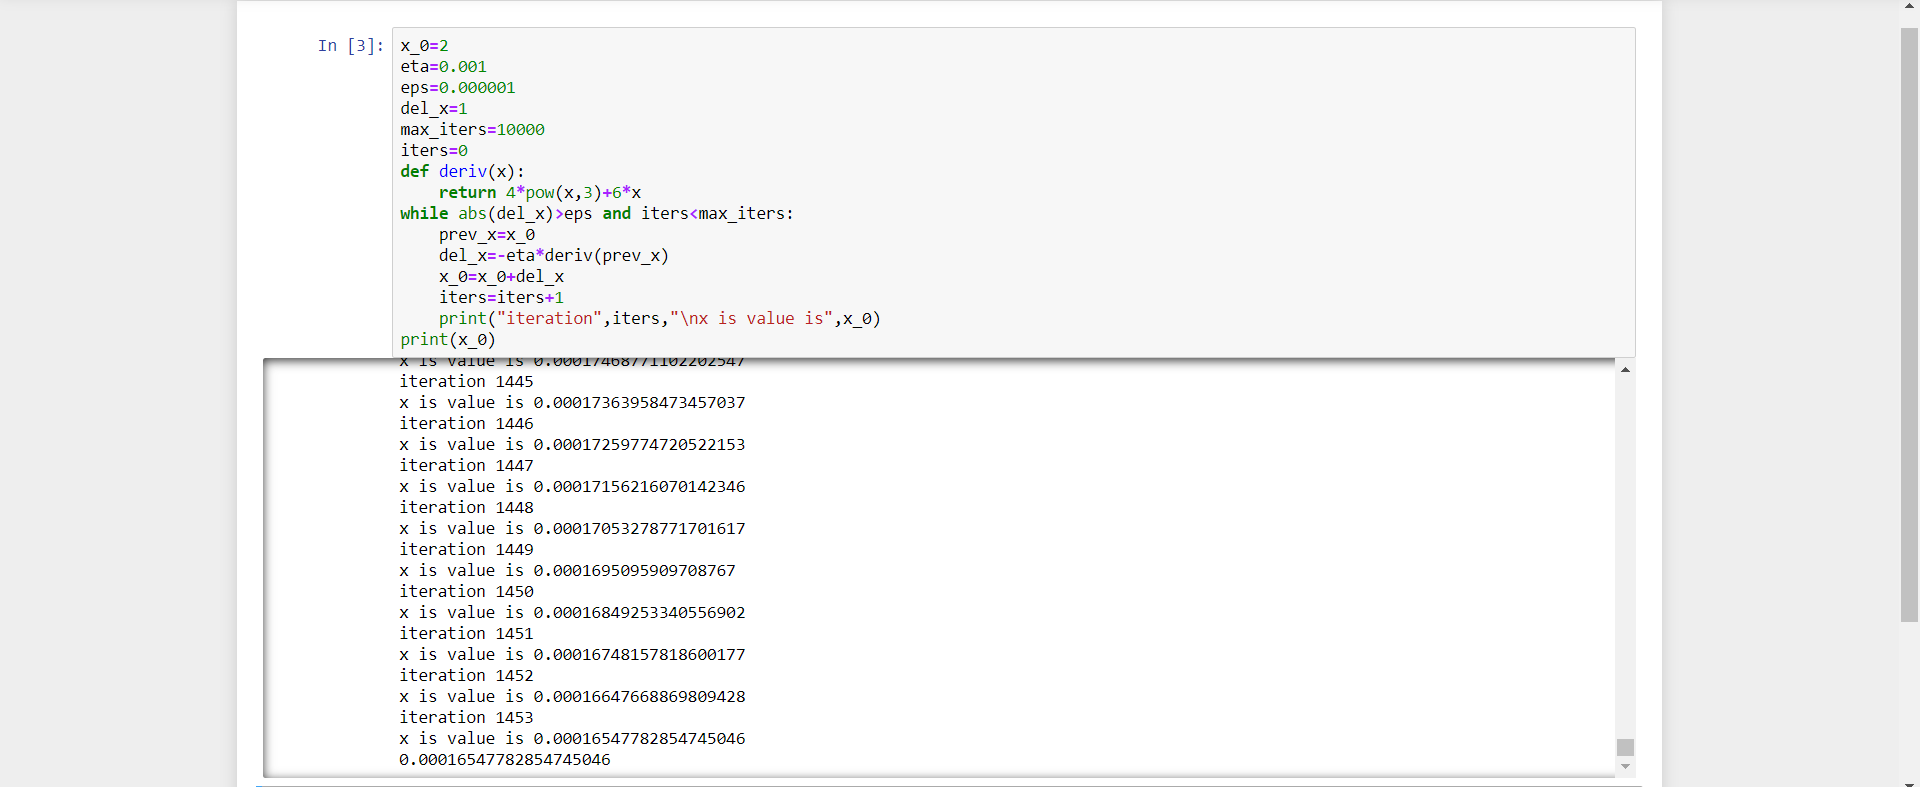 In [3]:
x_0=2
eta=0.001
eps=0.000001
del_x=1
max_iters=10000
iters=0
def deriv(x):
    return 4*pow(x,3)+6*x
while abs(del_x)>eps and iters<max_iters:
    prev_x=x_0
    del_x=-eta*deriv(prev_x)
    x_0=x_0+del_x
    iters=iters+1
    print("iteration",iters,"\nx is value is",x_0)
print(x_0)
x is value is 0.00017468771102202547
iteration 1445
x is value is 0.00017363958473457037
iteration 1446
x is value is 0.00017259774720522153
iteration 1447
x is value is 0.00017156216070142346
iteration 1448
x is value is 0.00017053278771701617
iteration 1449
x is value is 0.0001695095909708767
iteration 1450
x is value is 0.00016849253340556902
iteration 1451
x is value is 0.00016748157818600177
iteration 1452
x is value is 0.00016647668869809428
iteration 1453
x is value is 0.00016547782854745046
0.00016547782854745046